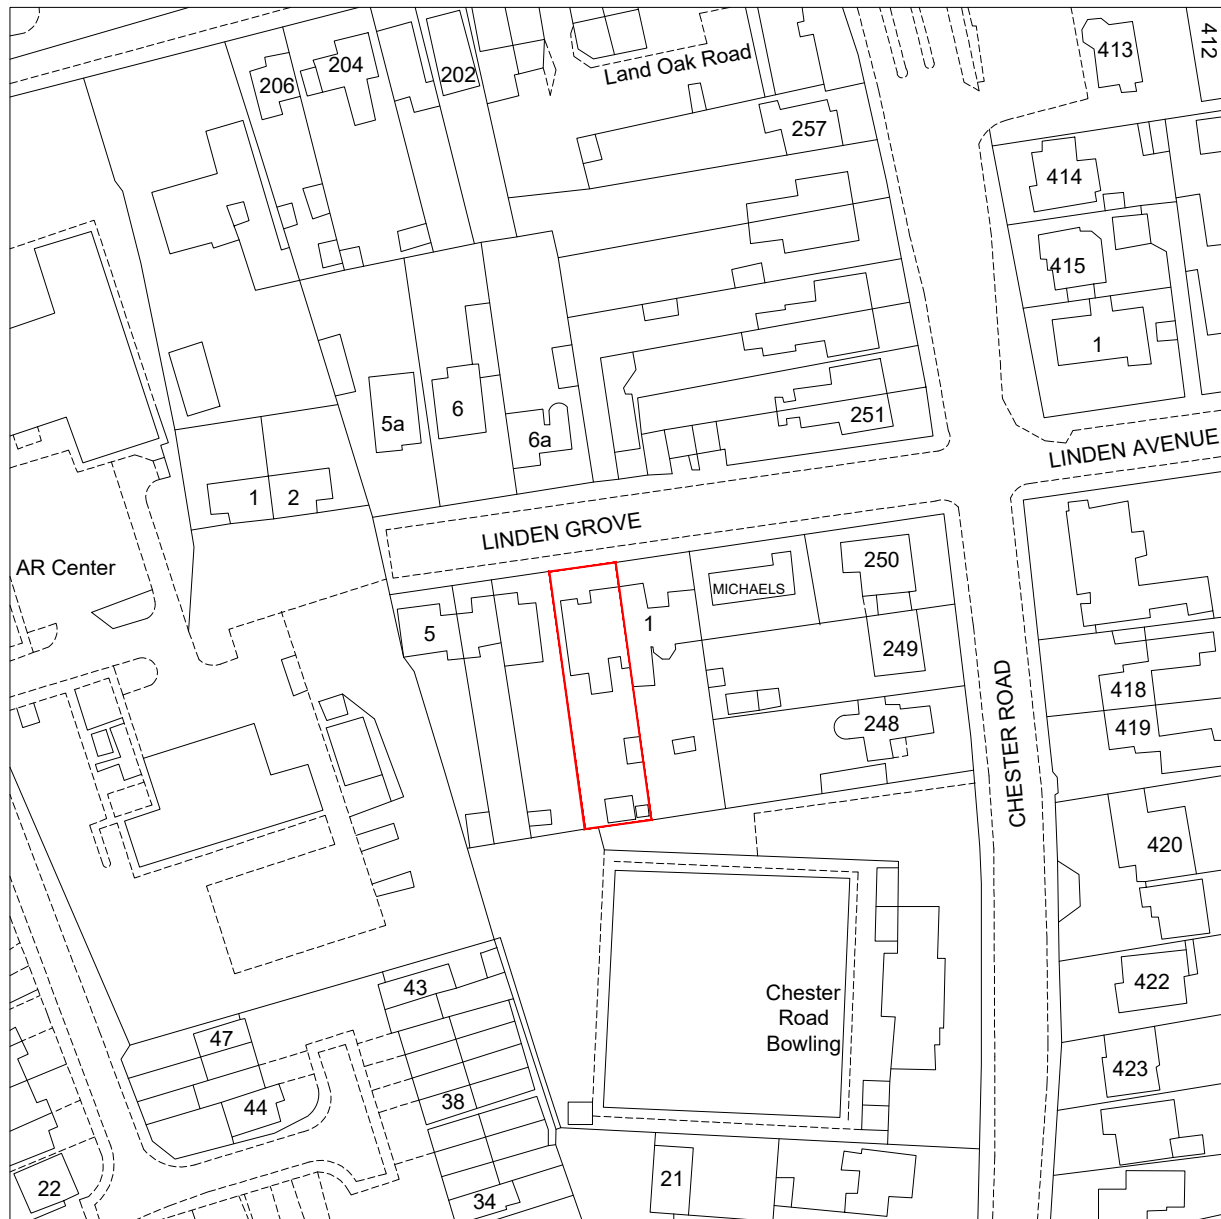 412
413
204
206
202
Land Oak Road
257
414
415
1
6
5a
251
6a
LINDEN AVENUE
1
2
LINDEN GROVE
AR Center
250
MICHAELS
5
1
249
418
CHESTER ROAD
248
419
420
Chester
Road
Bowling
422
43
47
423
38
44
21
22
34